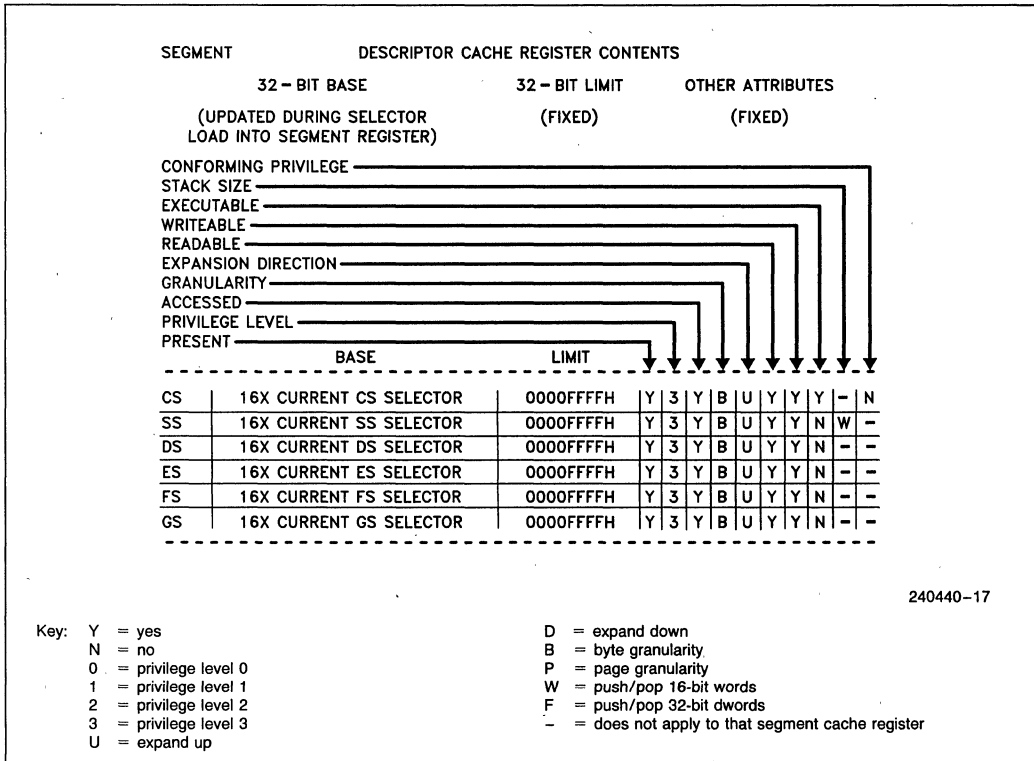 SEGMENT DESCRIPTOR CACHE REGISTER CONTENTS
32 – BIT BASE 32 – BIT LIMIT OTHER ATTRIBUTES
(UPDATED DURING SELECTOR (FIXED) (FIXED)
LOAD INTO SEGMENT REGISTER)
CONFORMING PRIVILEGE
STACK SIZE
EXECUTABLE
WRITEABLE
READABLE
EXPANSION DIRECTION
GRANULARITY
ACCESSED
PRIVILEGE LEVEL
PRESENT
BASE LIMIT
CS 16X CURRENT CS SELECTOR 0000FFFFH Y 3 Y B U Y Y Y – N
SS 16X CURRENT SS SELECTOR 0000FFFFH Y 3 Y B U Y Y N W –
DS 16X CURRENT DS SELECTOR 0000FFFFH Y 3 Y B U Y Y N – –
ES 16X CURRENT ES SELECTOR 0000FFFFH Y 3 Y B U Y Y N – –
FS 16X CURRENT FS SELECTOR 0000FFFFH Y 3 Y B U Y Y N – –
GS 16X CURRENT GS SELECTOR 0000FFFFH Y 3 Y B U Y Y N – –
240440–17
Key: Y = yes
N = no
0 = privilege level 0
1 = privilege level 1
2 = privilege level 2
3 = privilege level 3
U = expand up
D = expand down
B = byte granularity
P = page granularity
W = push/pop 16-bit words
F = push/pop 32-bit dwords
– = does not apply to that segment cache register